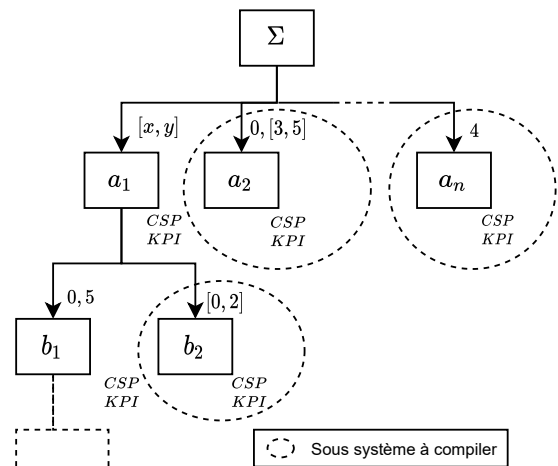 Σ
[x, y]
0, [3, 5]
4
a₁
a₂
aₙ
CSP
KPI
CSP
KPI
CSP
KPI
0, 5
[0, 2]
b₁
b₂
CSP
KPI
CSP
KPI
Sous système à compiler